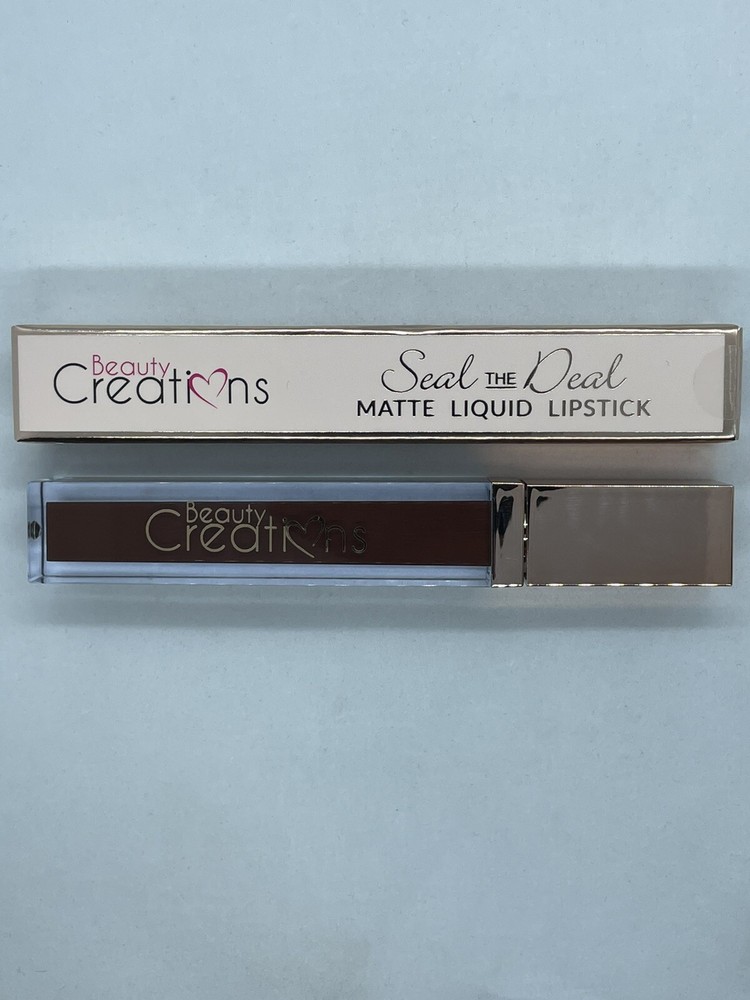 Beauty
Creations
Seal THE Deal
MATTE LIQUID LIPSTICK
Beauty
Creations